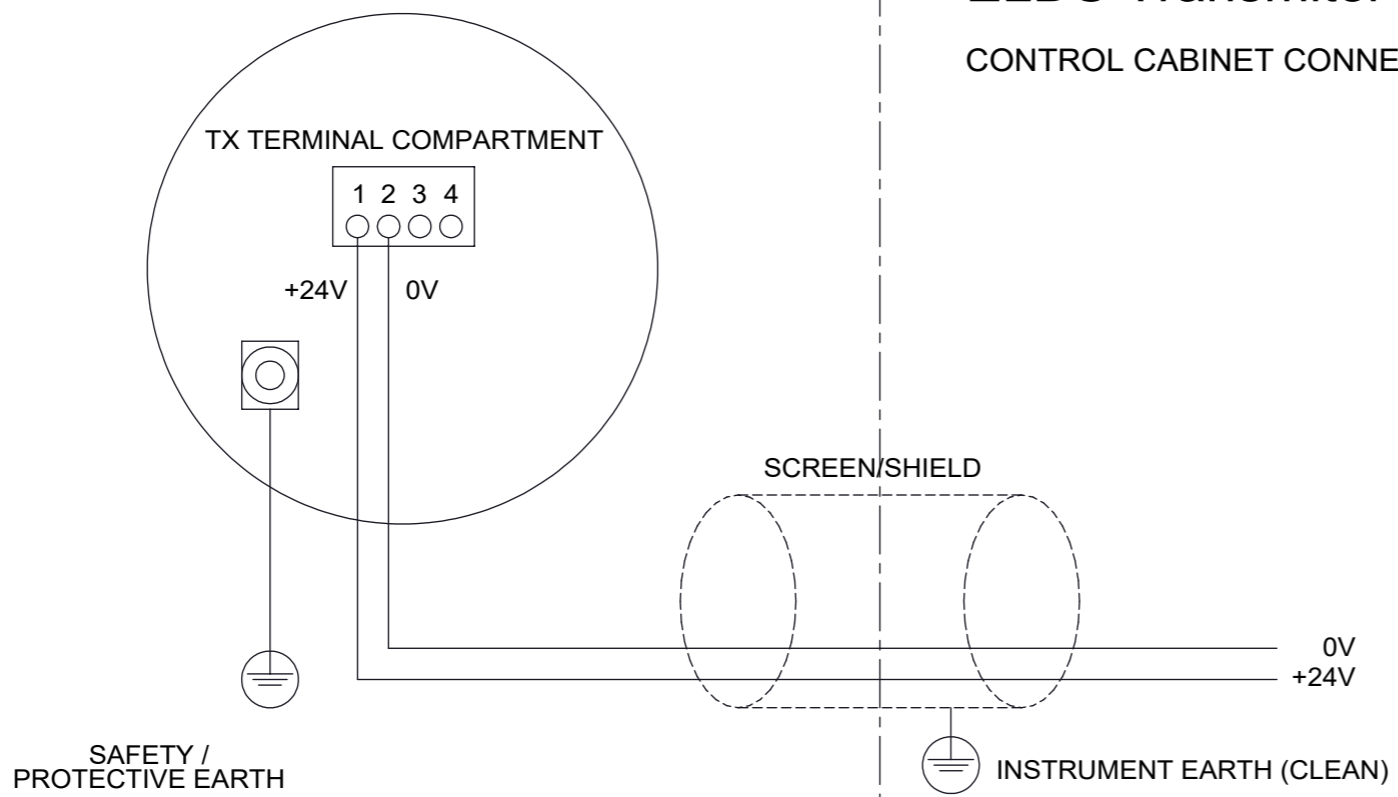 CONTROL CABINET CONNE
TX TERMINAL COMPARTMENT
1 2 3 4
+24V 0V
SCREEN/SHIELD
0V
+24V
SAFETY /
PROTECTIVE EARTH
INSTRUMENT EARTH (CLEAN)